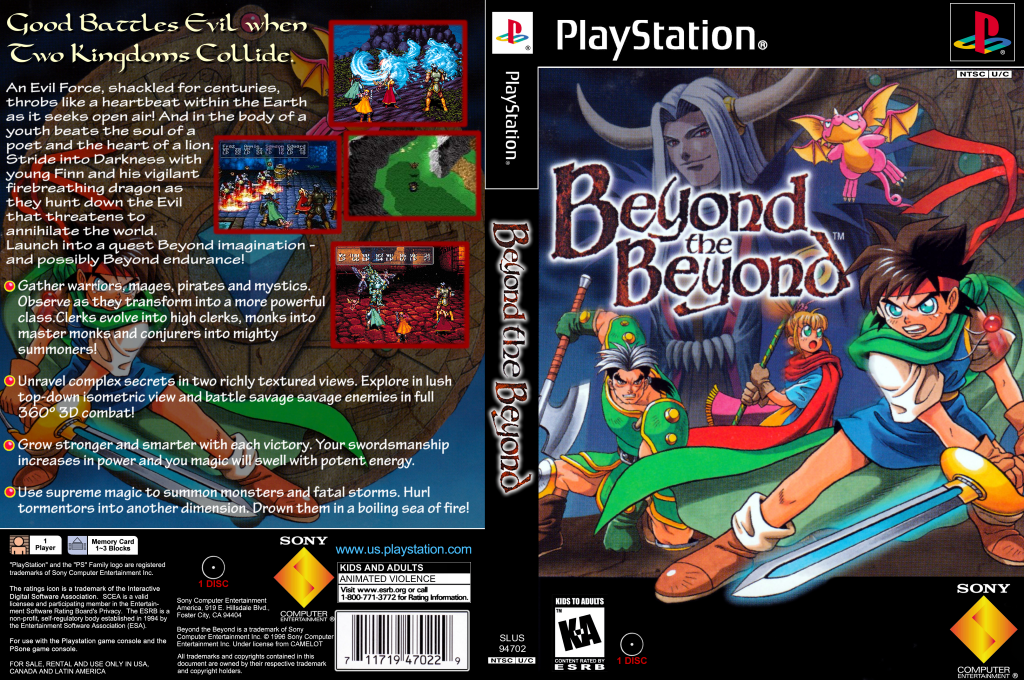 Good Battles Evil when
Two Kingdoms Collide.
An Evil Force, shackled for centuries,
throbs like a heartbeat within the Earth
as it seeks open air! And in the body of a
youth beats the soul of a
poet and the heart of a lion.
Stride into Darkness with
young Finn and his vigilant
firebreathing dragon as
they hunt down the Evil
that threatens to
annihilate the world.
Launch into a quest Beyond imagination -
and possibly Beyond endurance!
Gather warriors, mages, pirates and mystics.
Observe as they transform into a more powerful
class.Clerks evolve into high clerks, monks into
master monks and conjurers into mighty
summoners!
Unravel complex secrets in two richly textured views. Explore in lush
top-down isometric view and battle savage savage enemies in full
360° 3D combat!
Grow stronger and smarter with each victory. Your swordsmanship
increases in power and you magic will swell with potent energy.
Use supreme magic to summon monsters and fatal storms. Hurl
tormentors into another dimension. Drown them in a boiling sea of fire!
1
Player
Memory Card
1~3 Blocks
"PlayStation" and the "PS" Family logo are registered
trademarks of Sony Computer Entertainment Inc.
The ratings icon is a trademark of the Interactive
Digital Software Association. SCEA is a valid
licensee and participating member in the Entertain-
ment Software Rating Board's Privacy. The ESRB is a
non-profit, self-regulatory body established in 1994 by
the Entertainment Software Association (ESA).
For use with the Playstation game console and the
PSone game console.
FOR SALE, RENTAL AND USE ONLY IN USA,
CANADA AND LATIN AMERICA
1 DISC
Sony Computer Entertainment
America, 919 E. Hillsdale Blvd.,
Foster City, CA 94404
Beyond the Beyond is a trademark of Sony
Computer Entertainment Inc. © 1996 Sony Computer
Entertainment Inc. Under license from CAMELOT
All trademarks and copyrights contained in this
document are owned by their respective trademark
and copyright holders.
SONY
COMPUTER
ENTERTAINMENT ®
www.us.playstation.com
KIDS AND ADULTS
ANIMATED VIOLENCE
Visit www.esrb.org or call
1-800-771-3772 for Rating Information.
7 11719 47022 9
PlayStation®
Beyond the Beyond
SLUS
94702
NTSC U/C
PlayStation®
NTSC U/C
Beyond
the
Beyond™
KIDS TO ADULTS
K-A
CONTENT RATED BY
ESRB
1 DISC
SONY
COMPUTER
ENTERTAINMENT ®